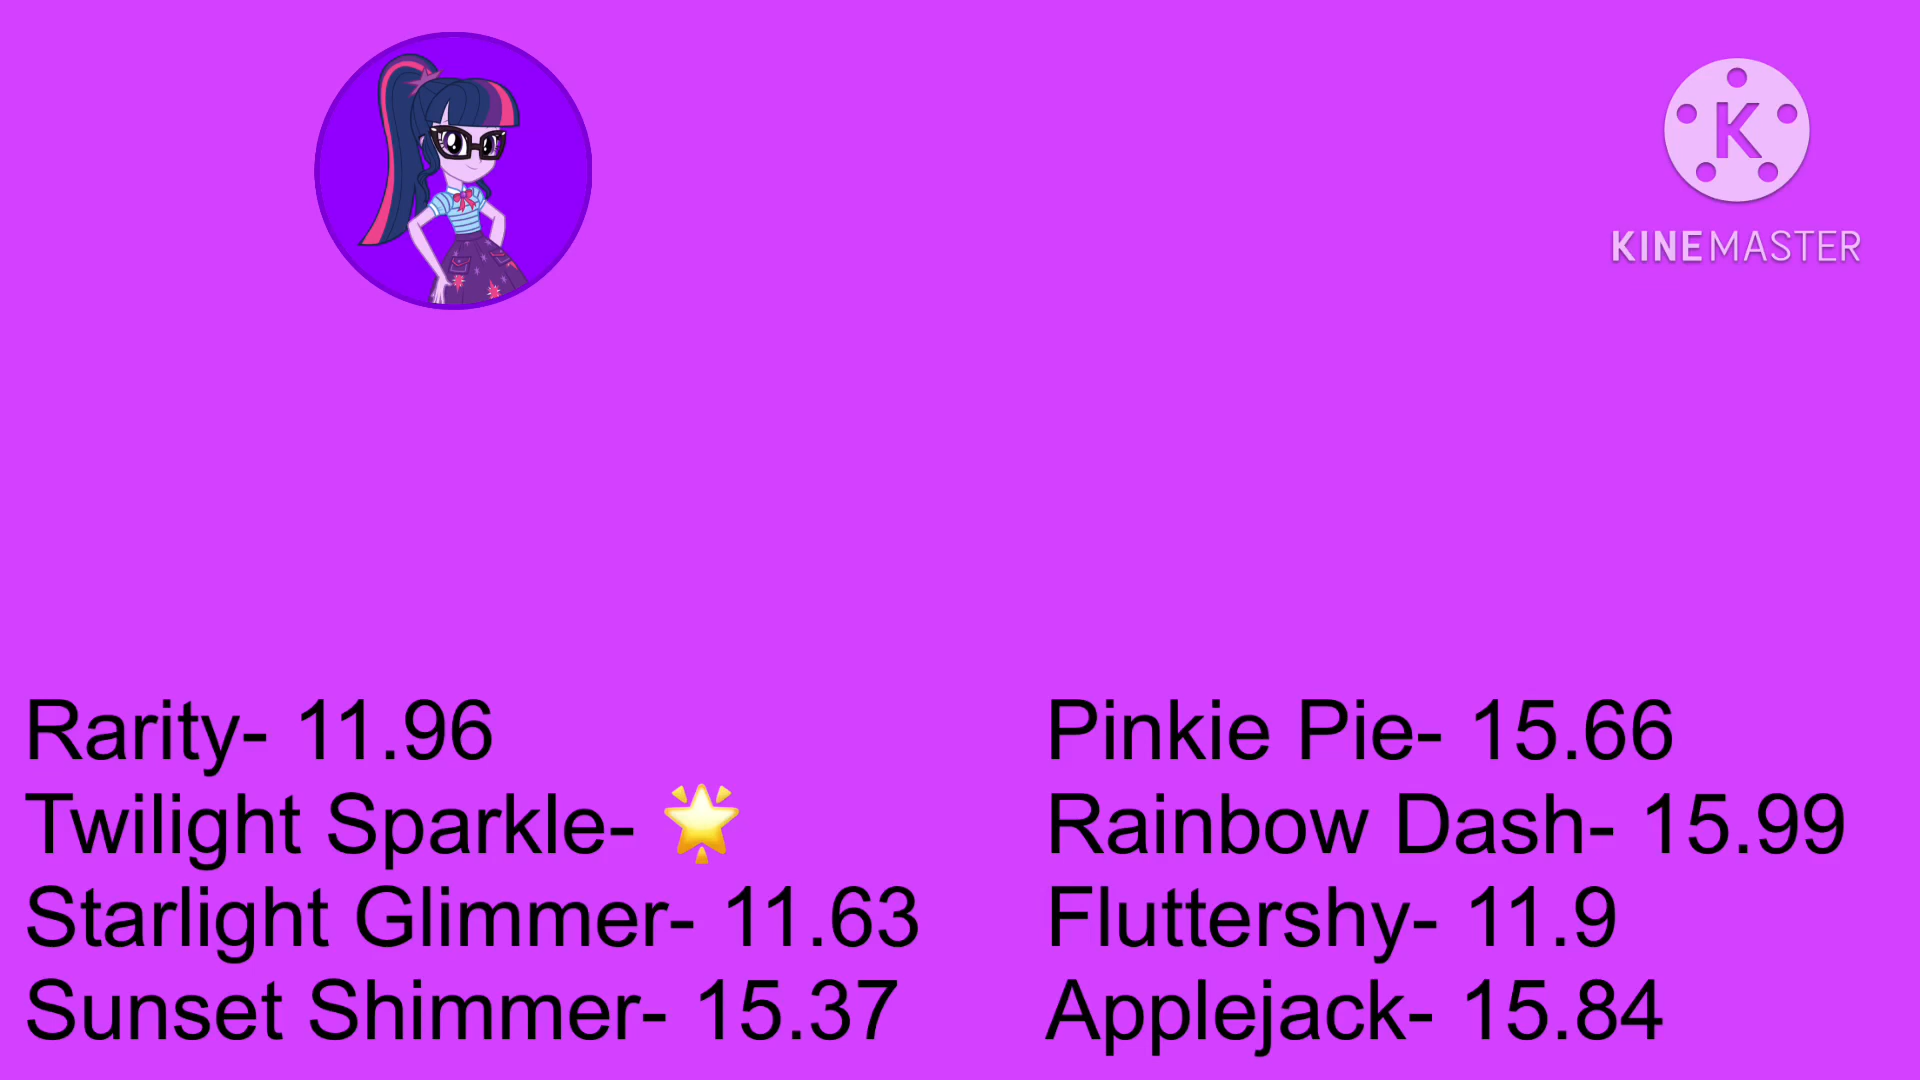 K
KINEMASTER
Rarity- 11.96
Twilight Sparkle- 🌟
Starlight Glimmer- 11.63
Sunset Shimmer- 15.37
Pinkie Pie- 15.66
Rainbow Dash- 15.99
Fluttershy- 11.9
Applejack- 15.84